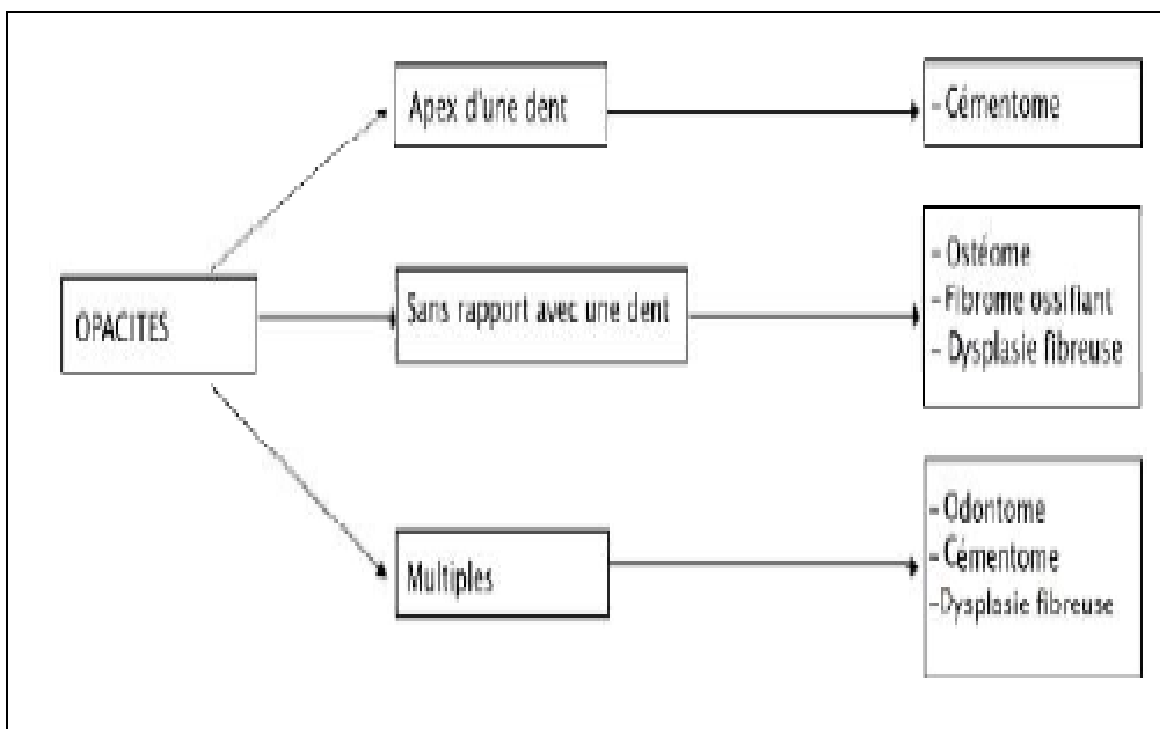 Apex d'une dent
– Cémentome
OPACITES
Sans rapport avec une dent
– Ostéome
– Fibrome ossifiant
– Dysplasie fibreuse
Multiples
– Odontome
– Cémentome
–Dysplasie fibreuse